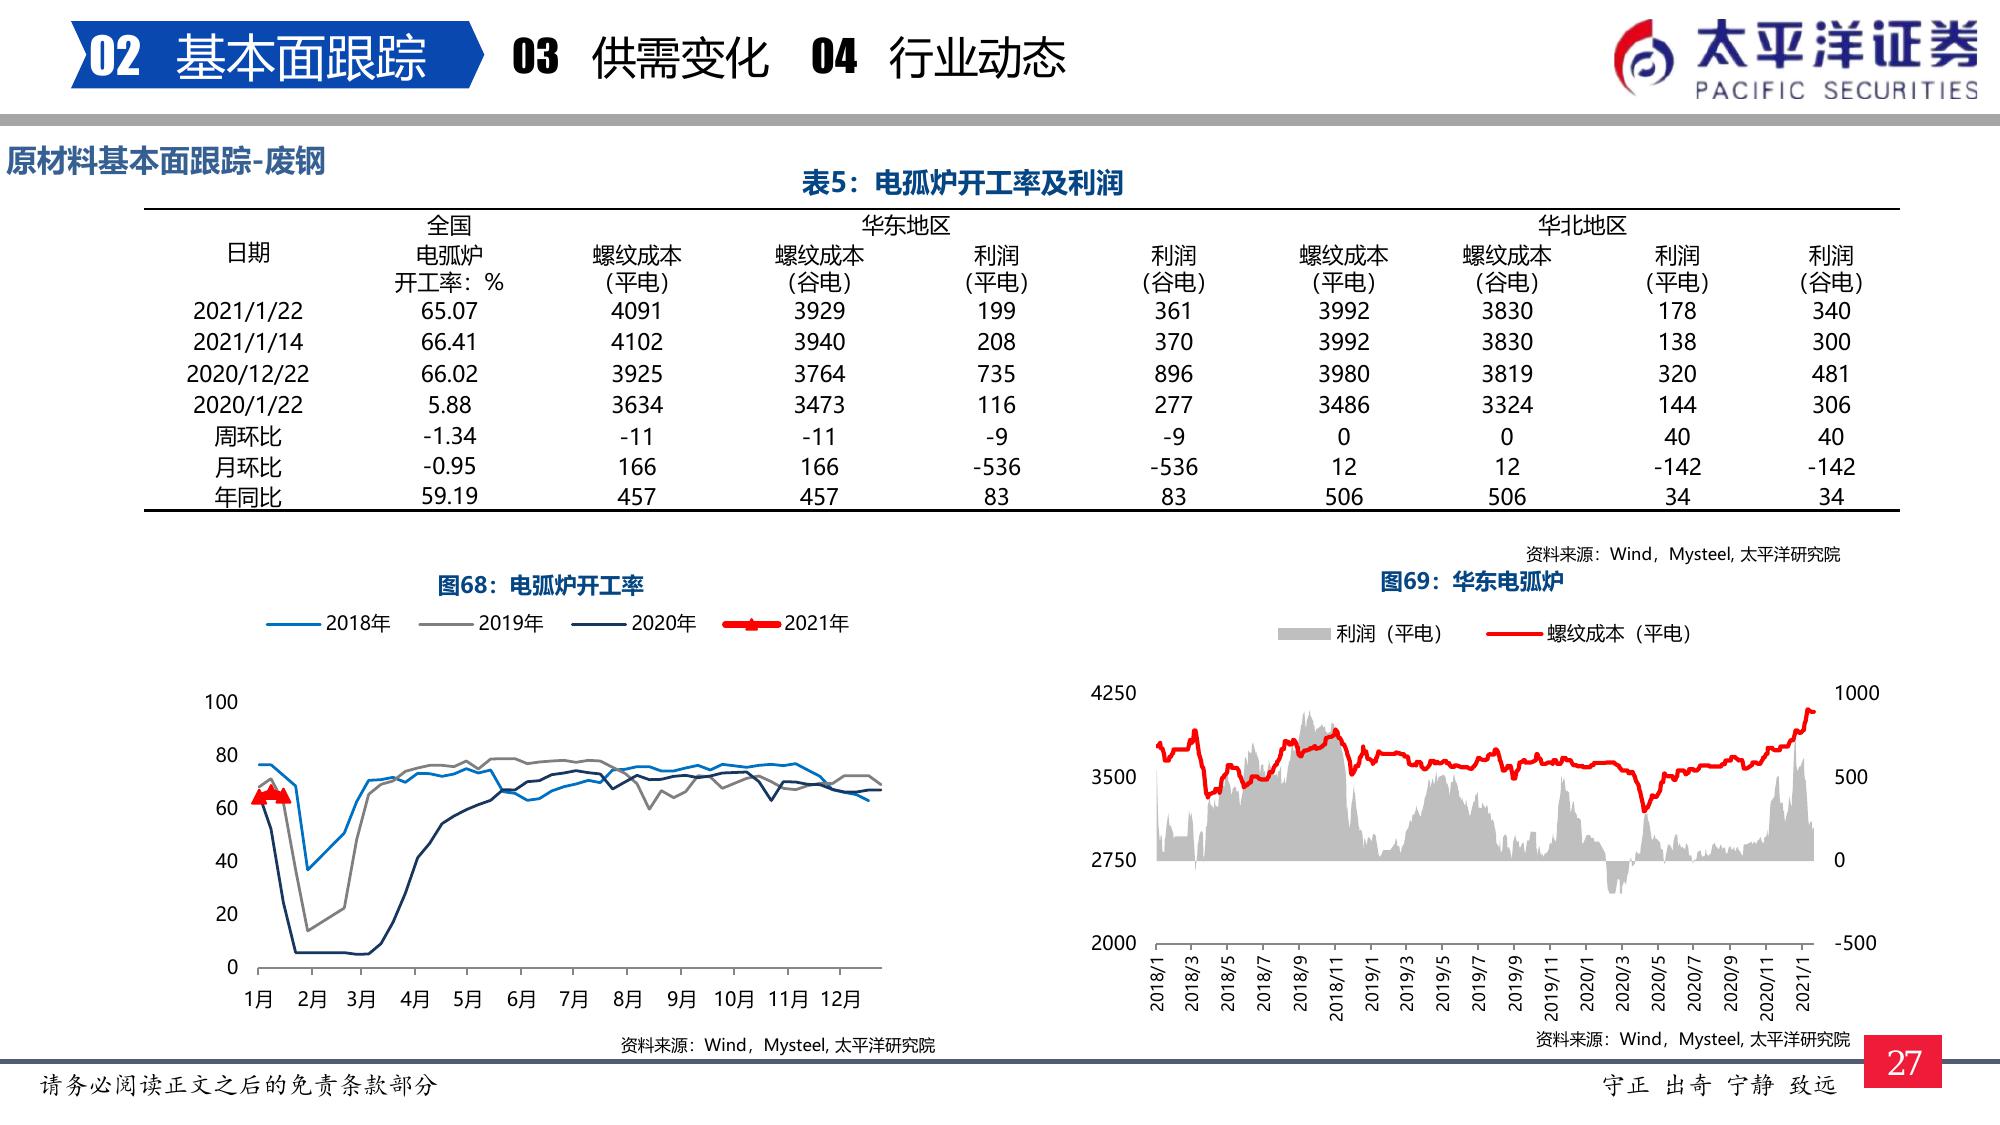 02 基本面跟踪 03 供需变化 04 行业动态
太平洋证券
PACIFIC SECURITIES
原材料基本面跟踪-废钢
表5：电弧炉开工率及利润
全国 华东地区 华北地区
日期 电弧炉 螺纹成本 螺纹成本 利润 利润 螺纹成本 螺纹成本 利润 利润
开工率：% （平电） （谷电） （平电） （谷电） （平电） （谷电） （平电） （谷电）
2021/1/22 65.07 4091 3929 199 361 3992 3830 178 340
2021/1/14 66.41 4102 3940 208 370 3992 3830 138 300
2020/12/22 66.02 3925 3764 735 896 3980 3819 320 481
2020/1/22 5.88 3634 3473 116 277 3486 3324 144 306
周环比 -1.34 -11 -11 -9 -9 0 0 40 40
月环比 -0.95 166 166 -536 -536 12 12 -142 -142
年同比 59.19 457 457 83 83 506 506 34 34
资料来源：Wind，Mysteel, 太平洋研究院
图68：电弧炉开工率
2018年 2019年 2020年 2021年
100
80
60
40
20
0
1月 2月 3月 4月 5月 6月 7月 8月 9月 10月 11月 12月
资料来源：Wind，Mysteel, 太平洋研究院
图69：华东电弧炉
利润（平电） 螺纹成本（平电）
4250 1000
3500 500
2750 0
2000 -500
2018/1 2018/3 2018/5 2018/7 2018/9 2018/11 2019/1 2019/3 2019/5 2019/7 2019/9 2019/11 2020/1 2020/3 2020/5 2020/7 2020/9 2020/11 2021/1
资料来源：Wind，Mysteel, 太平洋研究院
请务必阅读正文之后的免责条款部分
守正 出奇 宁静 致远
27